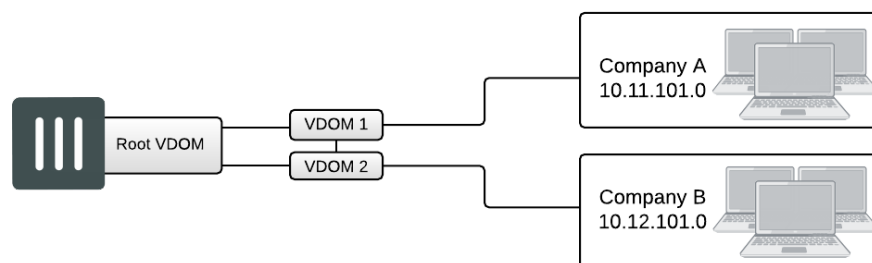 Root VDOM
VDOM 1
VDOM 2
Company A
10.11.101.0
Company B
10.12.101.0